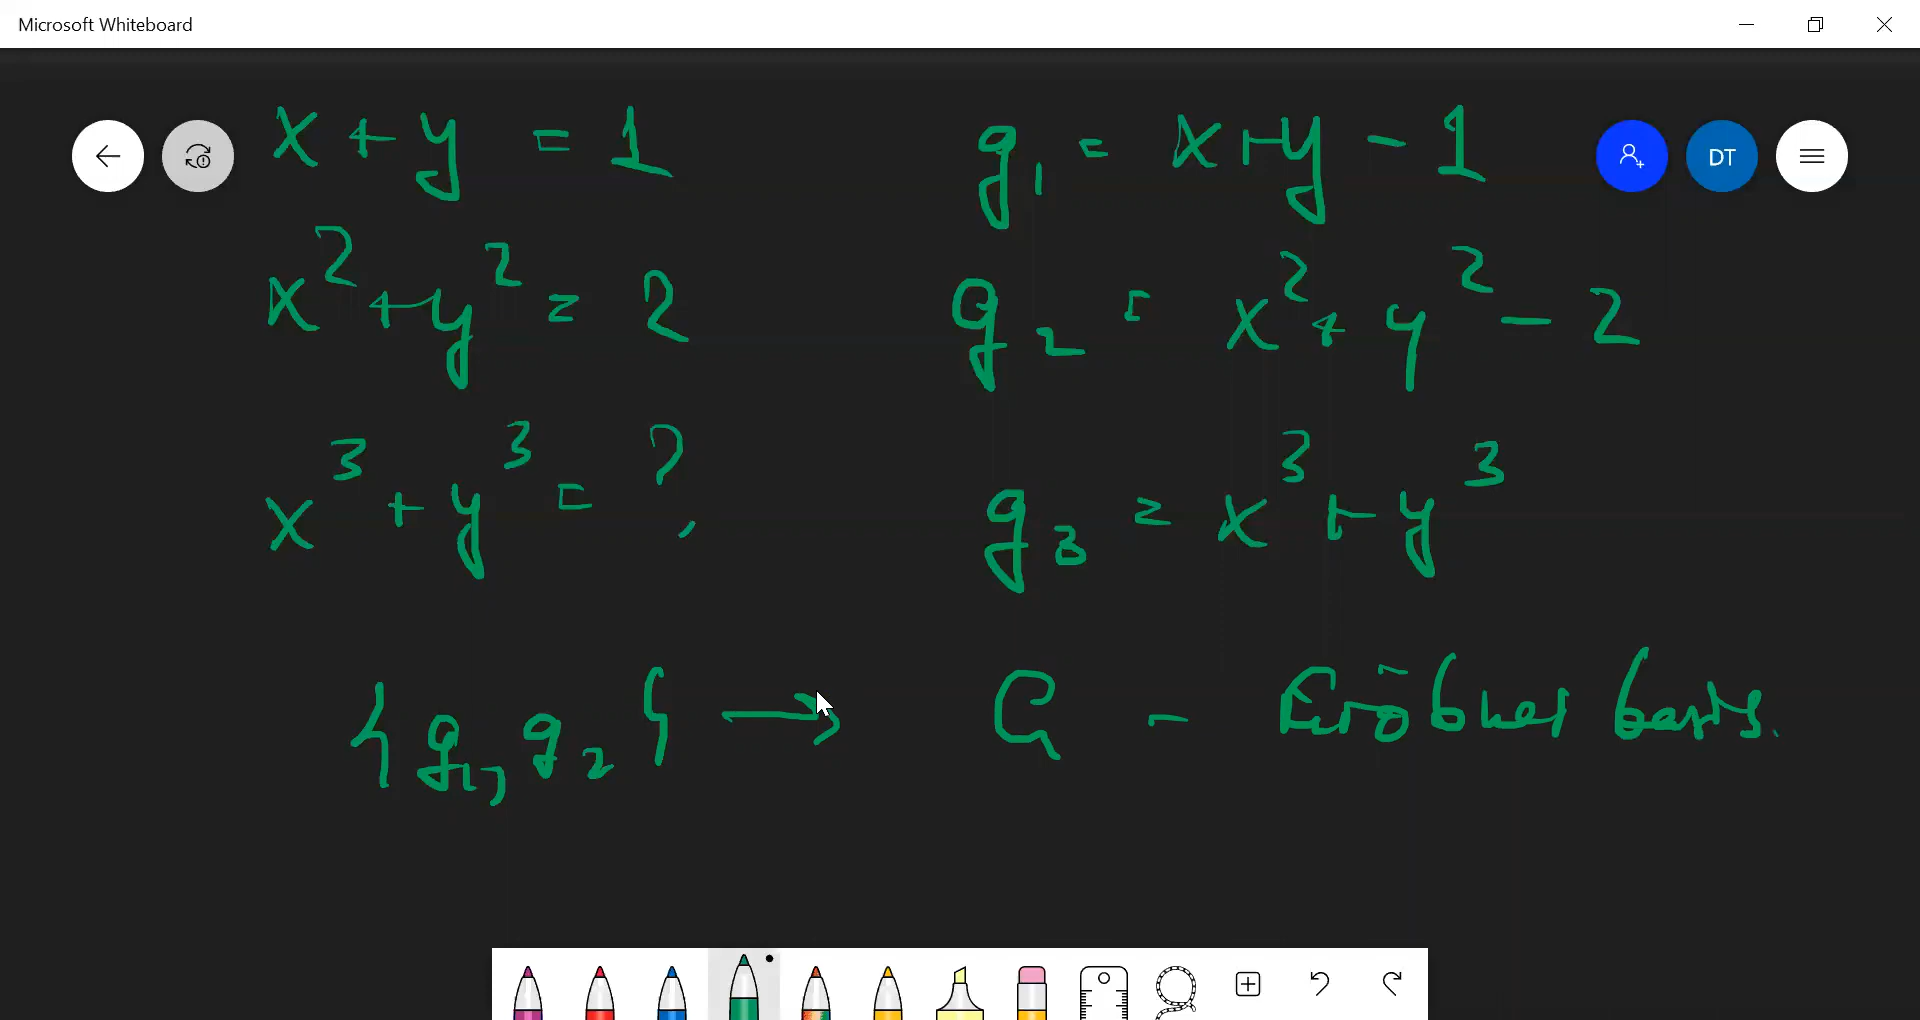 Microsoft Whiteboard
x + y = 1
g₁ = x + y - 1
DT
x² + y² = 2
g₂ = x² + y² - 2
x³ + y³ = ?
g₃ = x³ + y³
{g₁, g₂} → G - Gröbner basis.